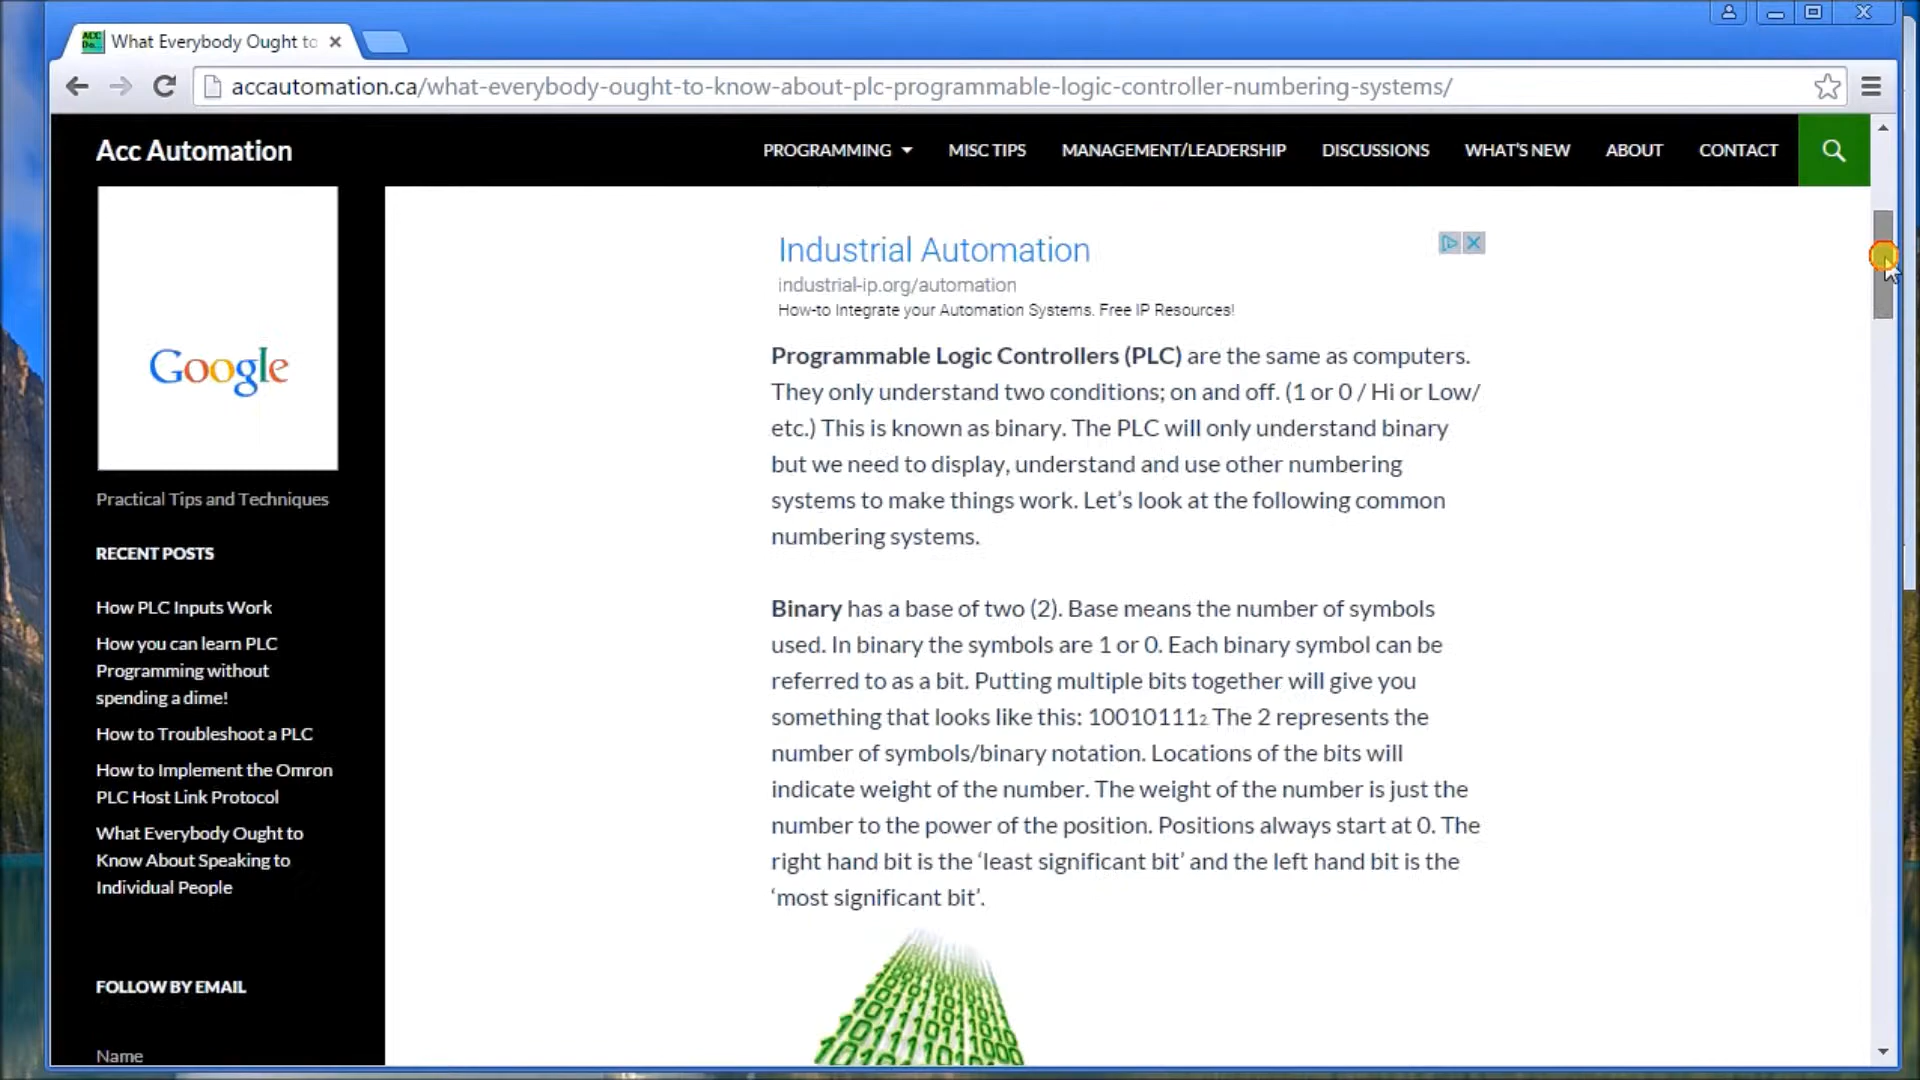 What Everybody Ought to
accautomation.ca/what-everybody-ought-to-know-about-plc-programmable-logic-controller-numbering-systems/
Acc Automation
PROGRAMMING
MISC TIPS
MANAGEMENT/LEADERSHIP
DISCUSSIONS
WHAT'S NEW
ABOUT
CONTACT
Google
Practical Tips and Techniques
RECENT POSTS
How PLC Inputs Work
How you can learn PLC
Programming without
spending a dime!
How to Troubleshoot a PLC
How to Implement the Omron
PLC Host Link Protocol
What Everybody Ought to
Know About Speaking to
Individual People
FOLLOW BY EMAIL
Name
Industrial Automation
industrial-ip.org/automation
How-to Integrate your Automation Systems. Free IP Resources!
Programmable Logic Controllers (PLC) are the same as computers.
They only understand two conditions; on and off. (1 or 0 / Hi or Low/
etc.) This is known as binary. The PLC will only understand binary
but we need to display, understand and use other numbering
systems to make things work. Let’s look at the following common
numbering systems.
Binary has a base of two (2). Base means the number of symbols
used. In binary the symbols are 1 or 0. Each binary symbol can be
referred to as a bit. Putting multiple bits together will give you
something that looks like this: 10010111₂ The 2 represents the
number of symbols/binary notation. Locations of the bits will
indicate weight of the number. The weight of the number is just the
number to the power of the position. Positions always start at 0. The
right hand bit is the ‘least significant bit’ and the left hand bit is the
‘most significant bit’.